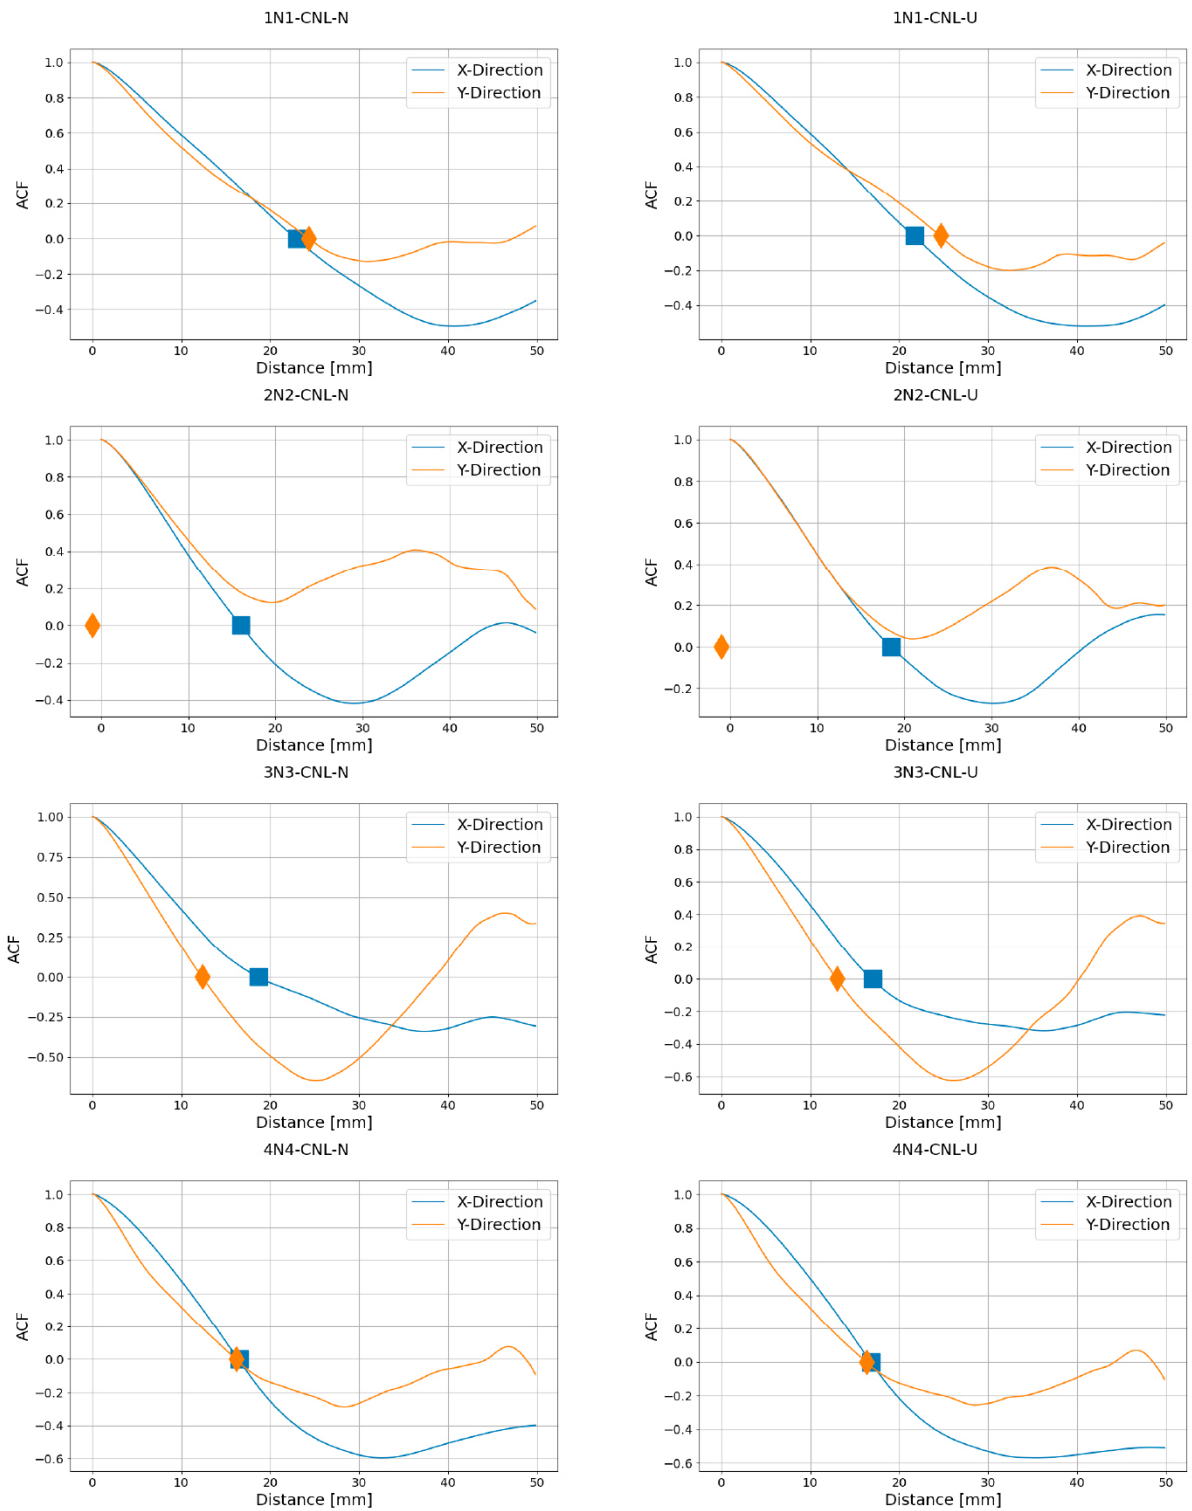 1N1-CNL-N
1.0
0.8
0.6
0.4
0.2
0.0
−0.2
−0.4
ACF
X-Direction
Y-Direction
0 10 20 30 40 50
Distance [mm]
1N1-CNL-U
1.0
0.8
0.6
0.4
0.2
0.0
−0.2
−0.4
ACF
X-Direction
Y-Direction
0 10 20 30 40 50
Distance [mm]
2N2-CNL-N
1.0
0.8
0.6
0.4
0.2
0.0
−0.2
−0.4
ACF
X-Direction
Y-Direction
0 10 20 30 40 50
Distance [mm]
2N2-CNL-U
1.0
0.8
0.6
0.4
0.2
0.0
−0.2
ACF
X-Direction
Y-Direction
0 10 20 30 40 50
Distance [mm]
3N3-CNL-N
1.00
0.75
0.50
0.25
0.00
−0.25
−0.50
ACF
X-Direction
Y-Direction
0 10 20 30 40 50
Distance [mm]
3N3-CNL-U
1.0
0.8
0.6
0.4
0.2
0.0
−0.2
−0.4
−0.6
ACF
X-Direction
Y-Direction
0 10 20 30 40 50
Distance [mm]
4N4-CNL-N
1.0
0.8
0.6
0.4
0.2
0.0
−0.2
−0.4
−0.6
ACF
X-Direction
Y-Direction
0 10 20 30 40 50
Distance [mm]
4N4-CNL-U
1.0
0.8
0.6
0.4
0.2
0.0
−0.2
−0.4
−0.6
ACF
X-Direction
Y-Direction
0 10 20 30 40 50
Distance [mm]